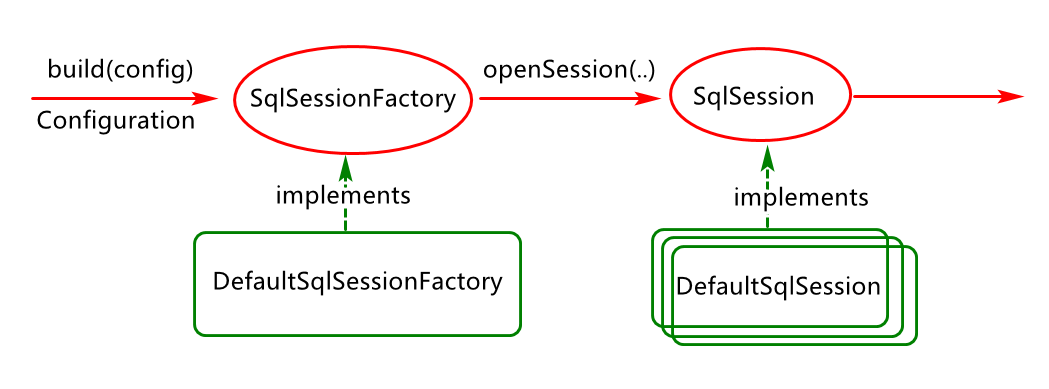 build(config)
Configuration
SqlSessionFactory
openSession(..)
SqlSession
implements
implements
DefaultSqlSessionFactory
DefaultSqlSession